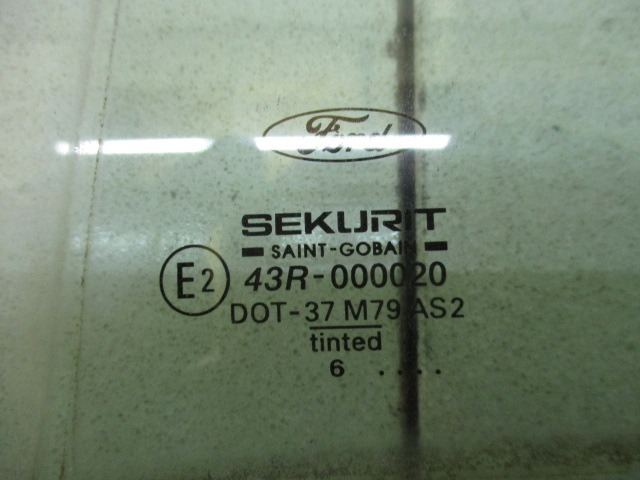 Ford
SEKURIT
SAINT-GOBAIN
E2 43R-000020
DOT-37 M79 AS2
tinted
6 ....